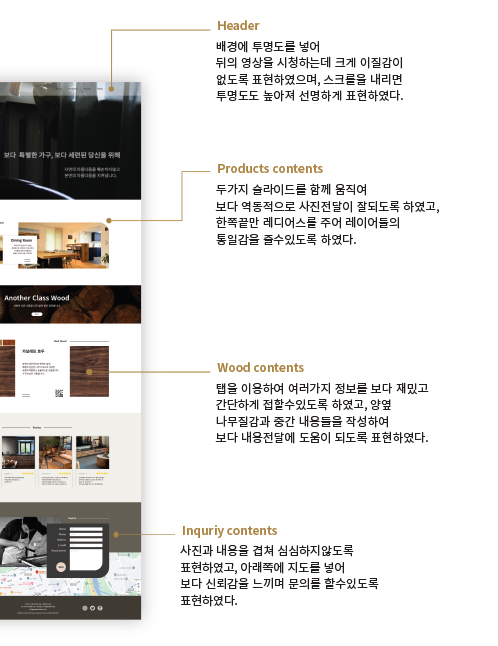 Header
배경에 투명도를 넣어
뒤의 영상을 시청하는데 크게 이질감이
없도록 표현하였으며, 스크롤을 내리면
투명도도 높아져 선명하게 표현하였다.
보다 특별한 가구, 보다 세련된 당신을 위해
Products contents
두가지 슬라이드를 함께 움직여
보다 역동적으로 사진전달이 잘되도록 하였고,
한쪽끝만 레디어스를 주어 레이어들의
통일감을 줄수있도록 하였다.
Dining Room
Another Class Wood
Wood contents
탭을 이용하여 여러가지 정보를 보다 재밌고
간단하게 접할수있도록 하였고, 양옆
나무질감과 중간 내용들을 작성하여
보다 내용전달에 도움이 되도록 표현하였다.
Review
Inquriy contents
사진과 내용을 겹쳐 심심하지않도록
표현하였고, 아래쪽에 지도를 넣어
보다 신뢰감을 느끼며 문의를 할수있도록
표현하였다.